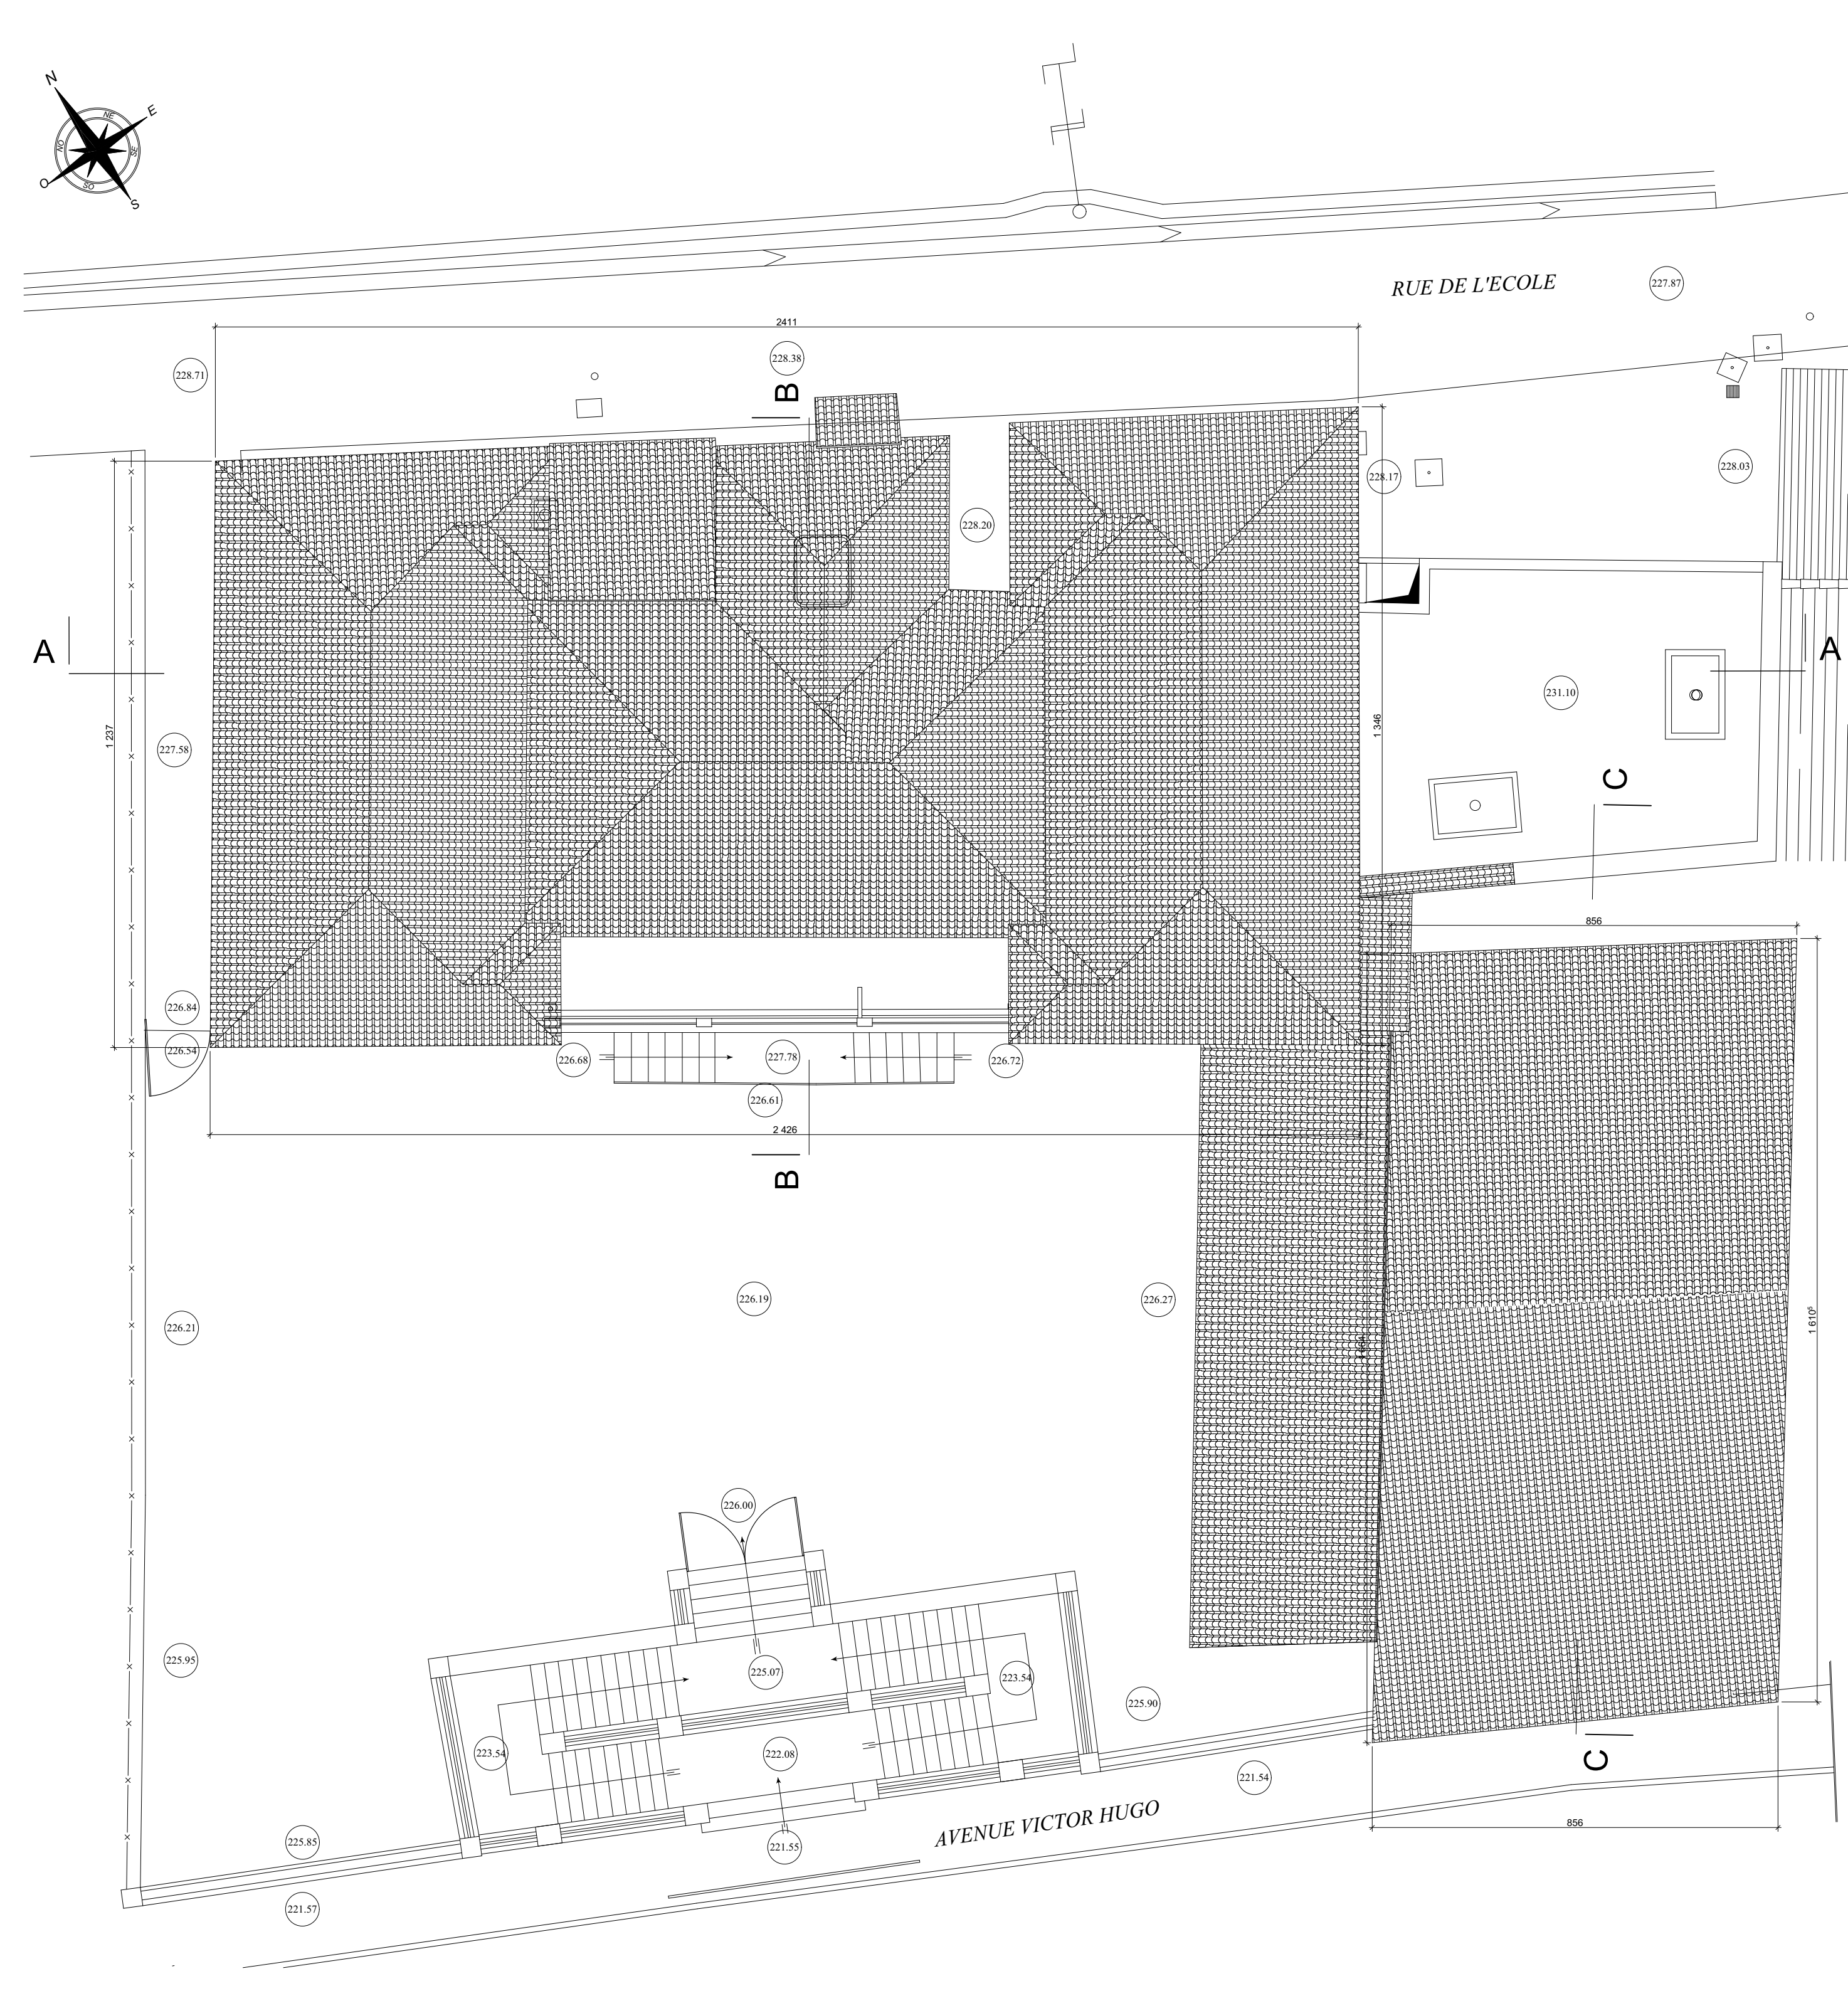 N
E
NE
NO
SE
SO
O
S
RUE DE L'ECOLE
227.87
2411
228.38
228.71
B
228.17
228.03
228.20
A
A
231.10
1 346
1 237
227.58
C
856
226.84
226.54
226.68
227.78
226.72
226.61
2 426
B
226.19
226.27
226.21
1 610⁵
1 664
226.00
225.95
225.07
223.54
225.90
223.54
222.08
C
221.54
AVENUE VICTOR HUGO
225.85
221.55
856
221.57